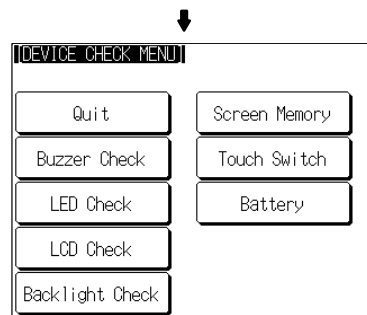 [DEVICE CHECK MENU]
Quit
Screen Memory
Buzzer Check
Touch Switch
LED Check
Battery
LCD Check
Backlight Check